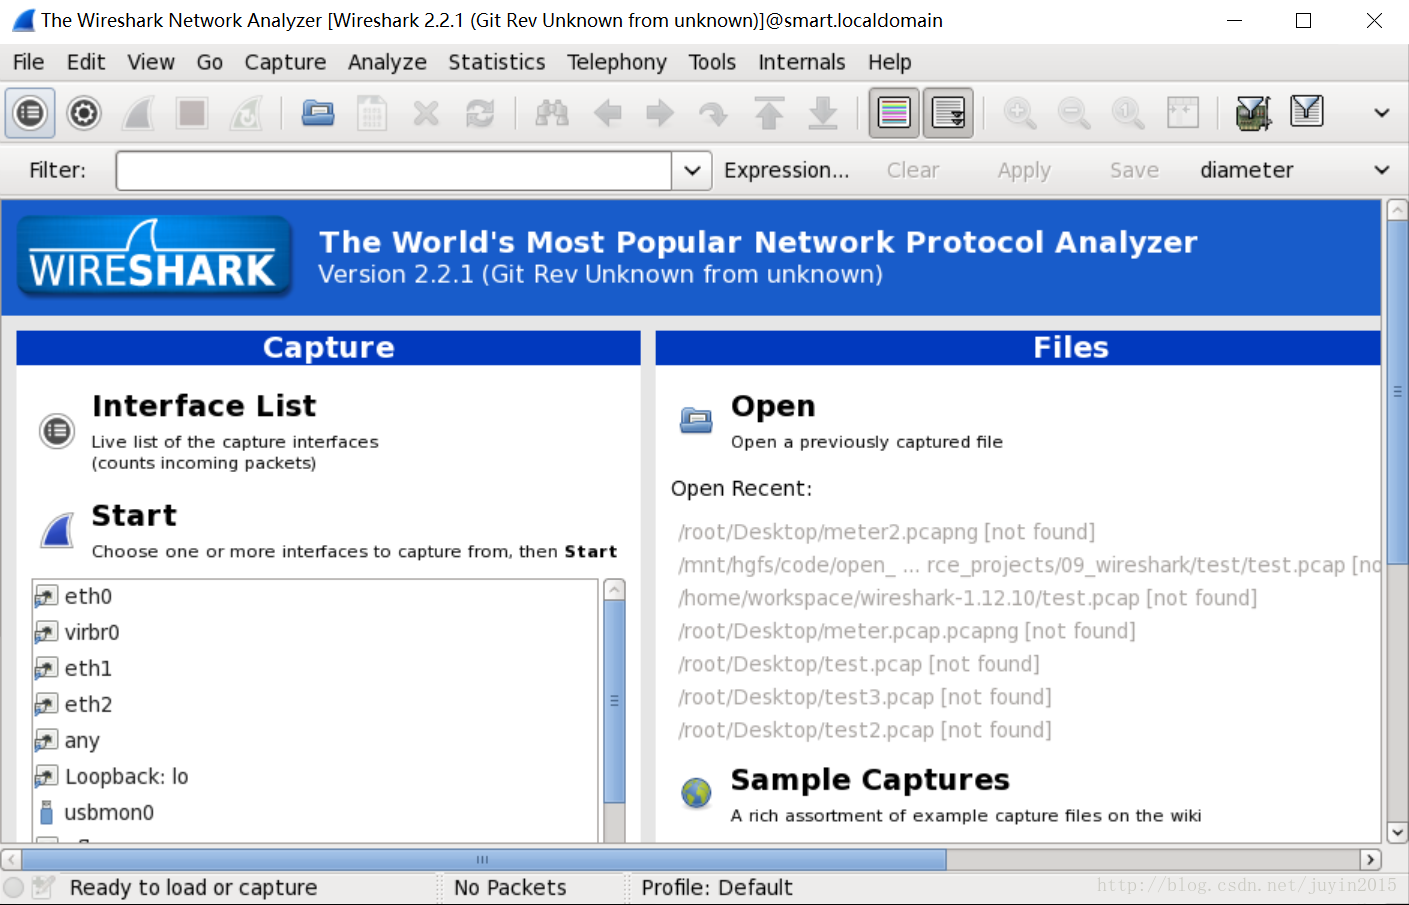 The Wireshark Network Analyzer [Wireshark 2.2.1 (Git Rev Unknown from unknown)]@smart.localdomain
File Edit View Go Capture Analyze Statistics Telephony Tools Internals Help
Filter: Expression... Clear Apply Save diameter
WIRESHARK
The World's Most Popular Network Protocol Analyzer
Version 2.2.1 (Git Rev Unknown from unknown)
Capture
Interface List
Live list of the capture interfaces
(counts incoming packets)
Start
Choose one or more interfaces to capture from, then Start
eth0
virbr0
eth1
eth2
any
Loopback: lo
usbmon0
Files
Open
Open a previously captured file
Open Recent:
/root/Desktop/meter2.pcapng [not found]
/mnt/hgfs/code/open_ ... rce_projects/09_wireshark/test/test.pcap [no
/home/workspace/wireshark-1.12.10/test.pcap [not found]
/root/Desktop/meter.pcap.pcapng [not found]
/root/Desktop/test.pcap [not found]
/root/Desktop/test3.pcap [not found]
/root/Desktop/test2.pcap [not found]
Sample Captures
A rich assortment of example capture files on the wiki
Ready to load or capture No Packets Profile: Default
http://blog.csdn.net/juyin2015